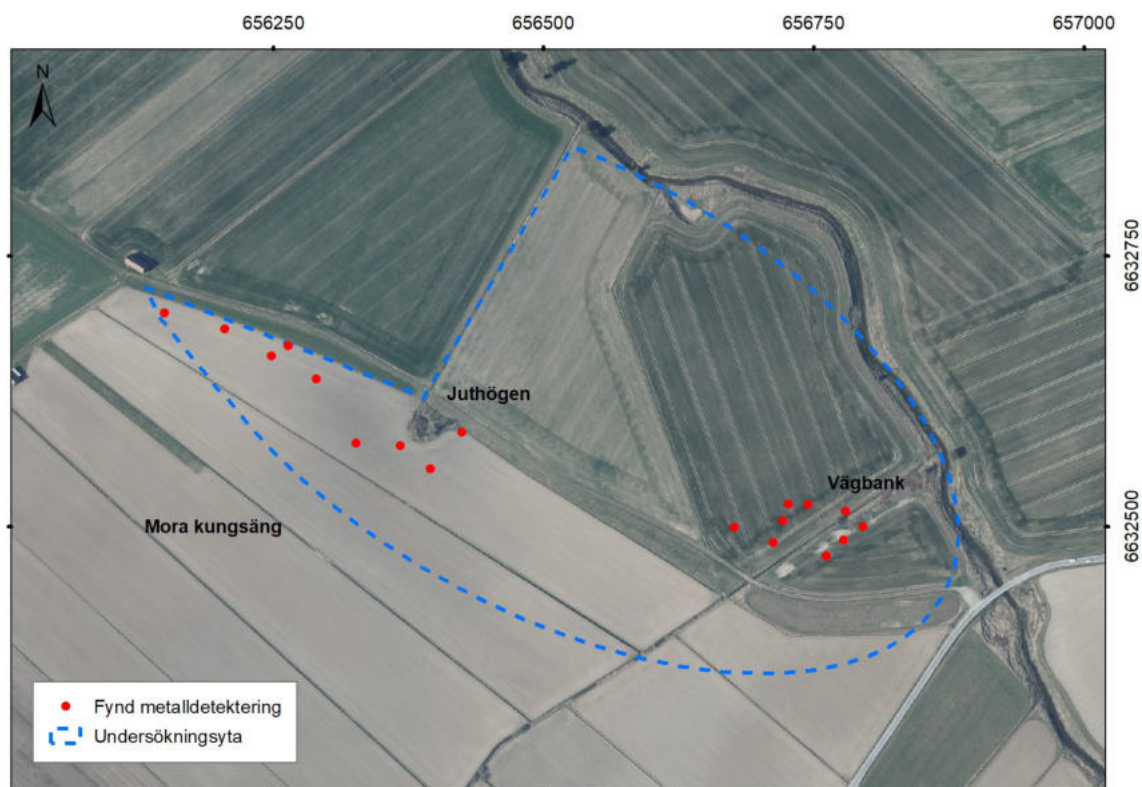 656250 656500 656750 657000
N
6632750
Juthögen
Vägbank
Mora kungsäng
6632500
Fynd metalldetektering
Undersökningsyta